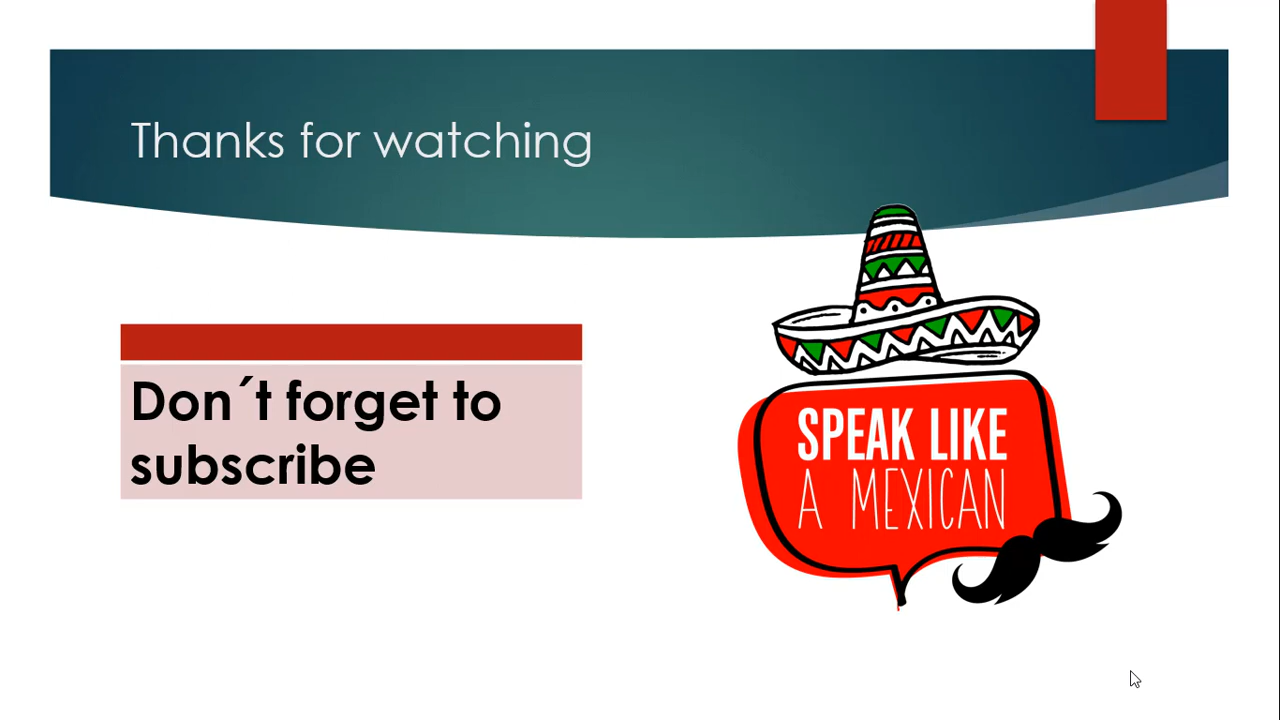 Thanks for watching
Don´t forget to
subscribe
SPEAK LIKE
A MEXICAN